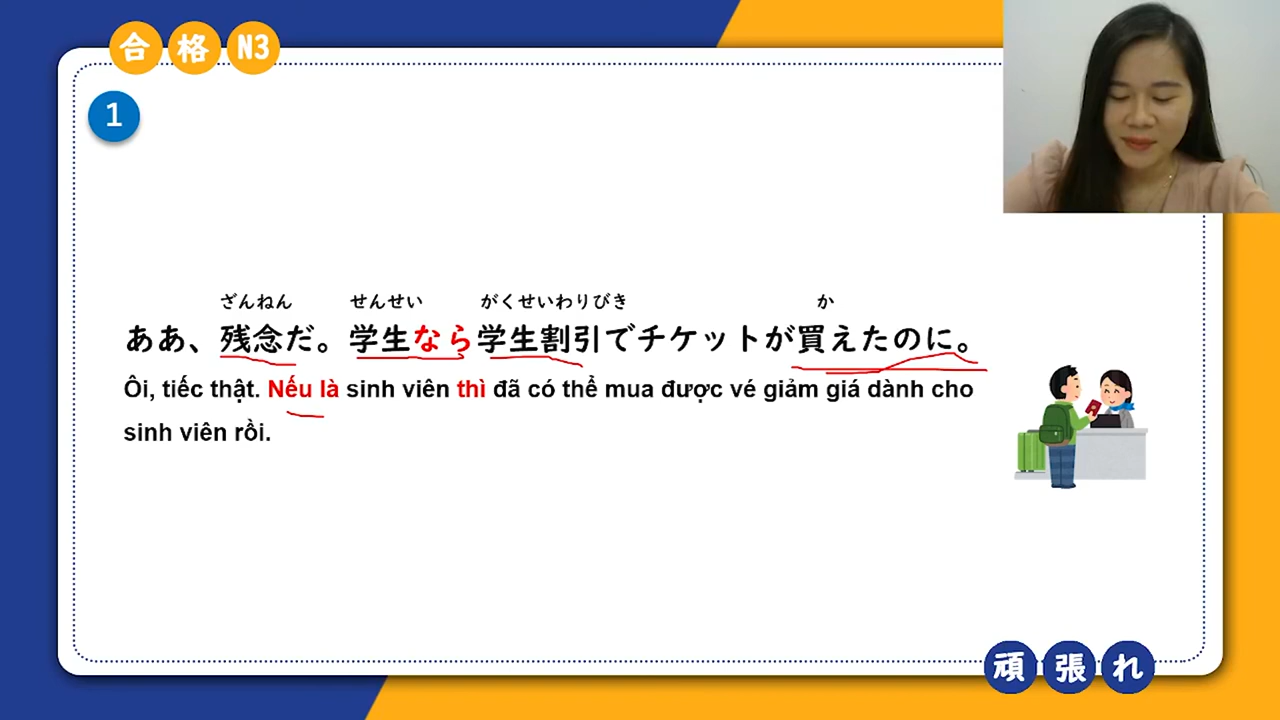 合格N3
1
ざんねん せんせい がくせいわりびき か
ああ、残念だ。学生なら学生割引でチケットが買えたのに。
Ôi, tiếc thật. Nếu là sinh viên thì đã có thể mua được vé giảm giá dành cho
sinh viên rồi.
頑張れ